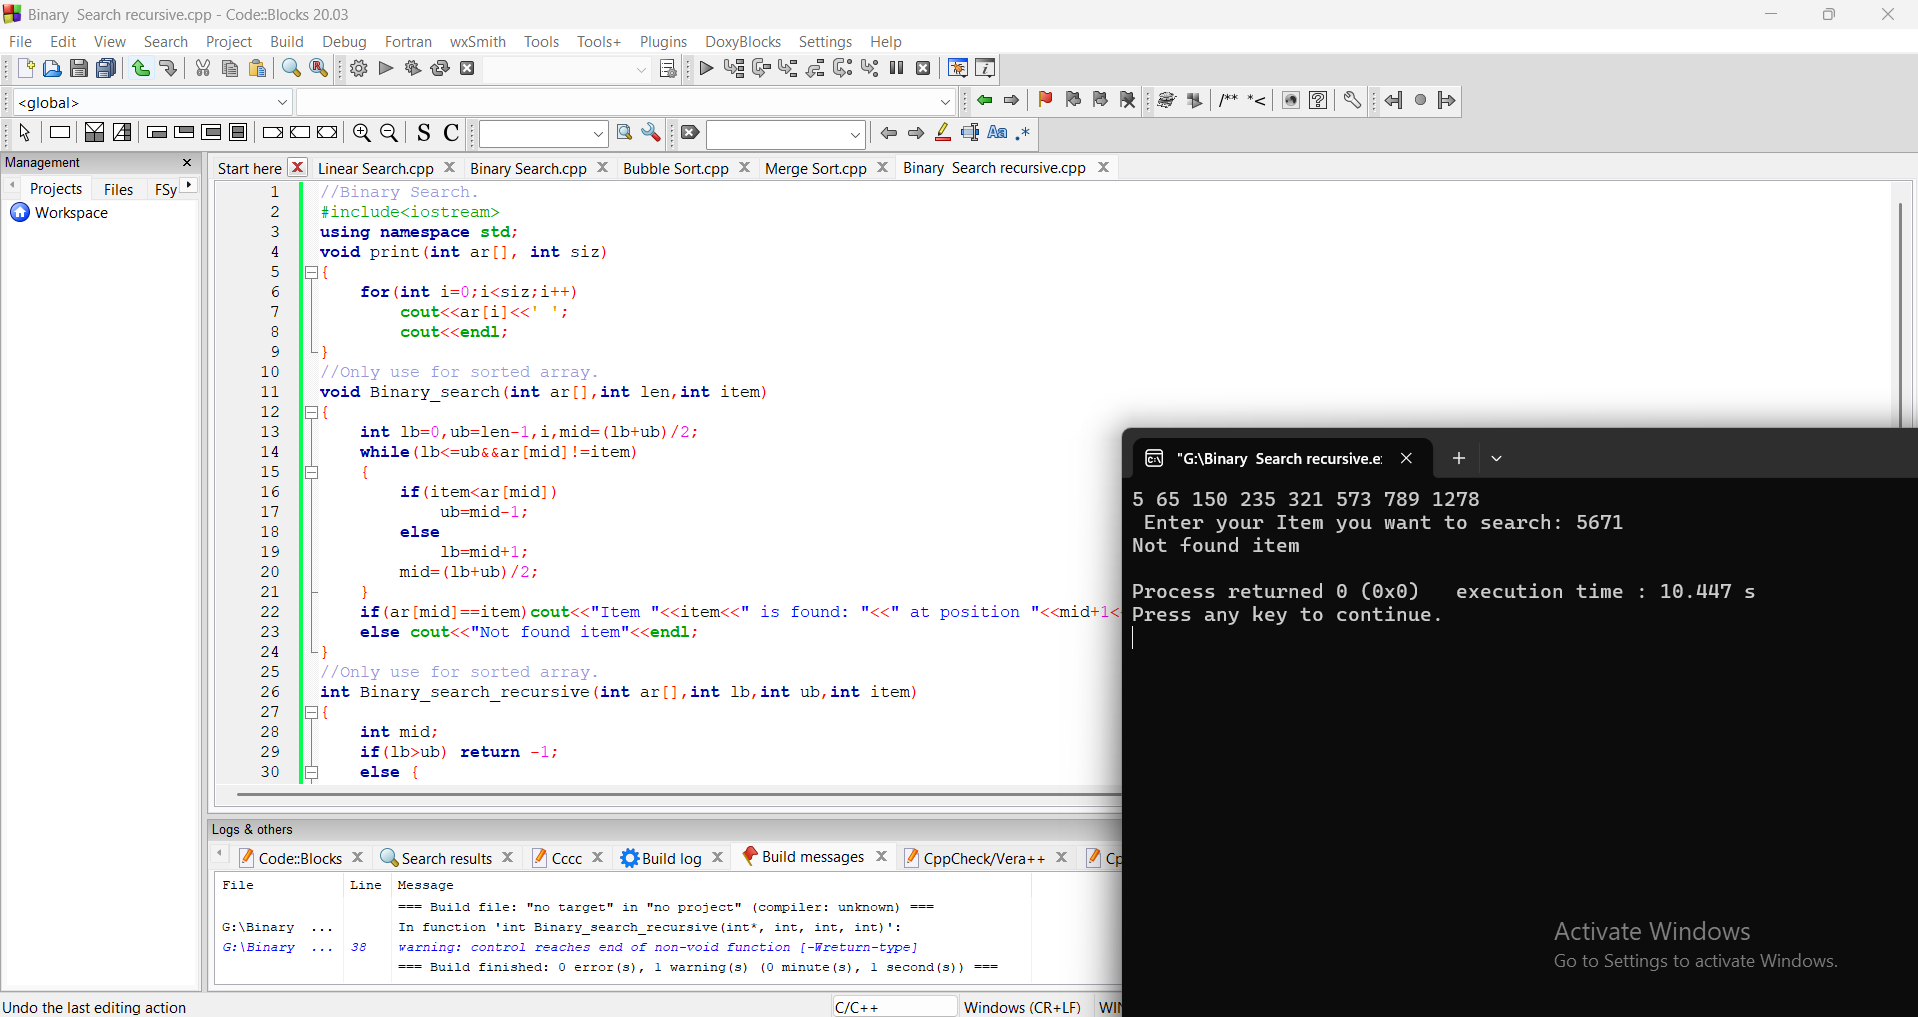 Binary  Search recursive.cpp - Code::Blocks 20.03
File Edit View Search Project Build Debug Fortran wxSmith Tools Tools+ Plugins DoxyBlocks Settings Help
<global>
/** *<
S C
Aa .*
Management
Projects Files FSy
Workspace
Start here Linear Search.cpp Binary Search.cpp Bubble Sort.cpp Merge Sort.cpp Binary  Search recursive.cpp
1 //Binary Search.
2 #include<iostream>
3 using namespace std;
4 void print(int ar[], int siz)
5 {
6     for(int i=0;i<siz;i++)
7         cout<<ar[i]<<' ';
8         cout<<endl;
9 }
10 //Only use for sorted array.
11 void Binary_search(int ar[],int len,int item)
12 {
13     int lb=0,ub=len-1,i,mid=(lb+ub)/2;
14     while(lb<=ub&&ar[mid]!=item)
15     {
16         if(item<ar[mid])
17             ub=mid-1;
18         else
19             lb=mid+1;
20         mid=(lb+ub)/2;
21     }
22     if(ar[mid]==item)cout<<"Item "<<item<<" is found: "<<" at position "<<mid+1<
23     else cout<<"Not found item"<<endl;
24 }
25 //Only use for sorted array.
26 int Binary_search_recursive(int ar[],int lb,int ub,int item)
27 {
28     int mid;
29     if(lb>ub) return -1;
30     else {
"G:\Binary  Search recursive.e
5 65 150 235 321 573 789 1278
 Enter your Item you want to search: 5671
Not found item
Process returned 0 (0x0)   execution time : 10.447 s
Press any key to continue.
Activate Windows
Go to Settings to activate Windows.
Logs & others
Code::Blocks Search results Cccc Build log Build messages CppCheck/Vera++ Cp
File Line Message
=== Build file: "no target" in "no project" (compiler: unknown) ===
G:\Binary ... In function 'int Binary_search_recursive(int*, int, int, int)':
G:\Binary ... 38 warning: control reaches end of non-void function [-Wreturn-type]
=== Build finished: 0 error(s), 1 warning(s) (0 minute(s), 1 second(s)) ===
Undo the last editing action C/C++ Windows (CR+LF) WIN